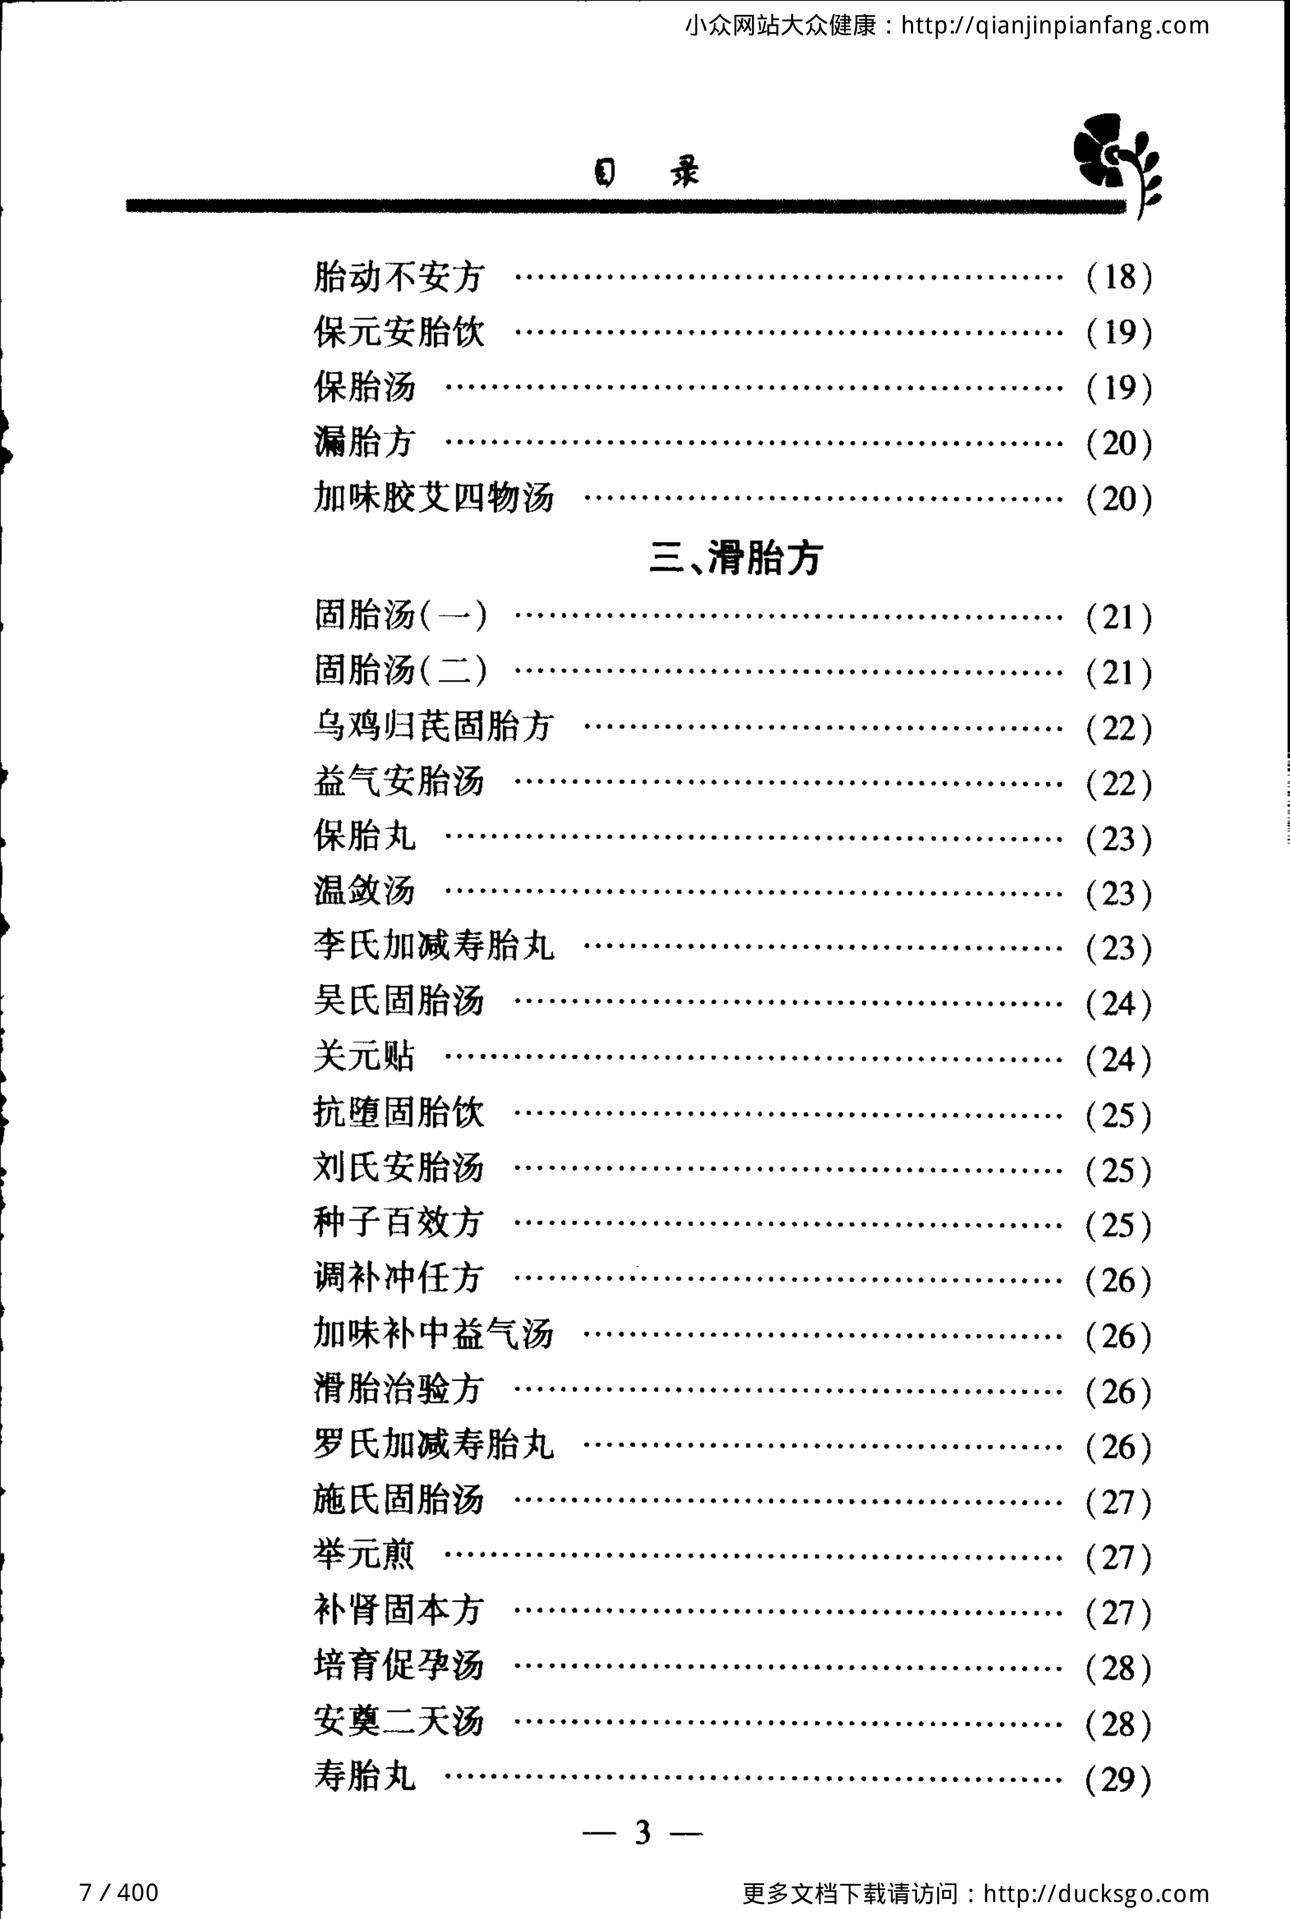 小众网站大众健康：http://qianjinpianfang.com
目 录
胎动不安方 ……………………………………… (18)
保元安胎饮 ……………………………………… (19)
保胎汤 ……………………………………… (19)
漏胎方 ……………………………………… (20)
加味胶艾四物汤 ……………………………………… (20)
三、滑胎方
固胎汤(一) ……………………………………… (21)
固胎汤(二) ……………………………………… (21)
乌鸡归芪固胎方 ……………………………………… (22)
益气安胎汤 ……………………………………… (22)
保胎丸 ……………………………………… (23)
温敛汤 ……………………………………… (23)
李氏加减寿胎丸 ……………………………………… (23)
吴氏固胎汤 ……………………………………… (24)
关元贴 ……………………………………… (24)
抗堕固胎饮 ……………………………………… (25)
刘氏安胎汤 ……………………………………… (25)
种子百效方 ……………………………………… (25)
调补冲任方 ……………………………………… (26)
加味补中益气汤 ……………………………………… (26)
滑胎治验方 ……………………………………… (26)
罗氏加减寿胎丸 ……………………………………… (26)
施氏固胎汤 ……………………………………… (27)
举元煎 ……………………………………… (27)
补肾固本方 ……………………………………… (27)
培育促孕汤 ……………………………………… (28)
安奠二天汤 ……………………………………… (28)
寿胎丸 ……………………………………… (29)
— 3 —
7 / 400
更多文档下载请访问：http://ducksgo.com